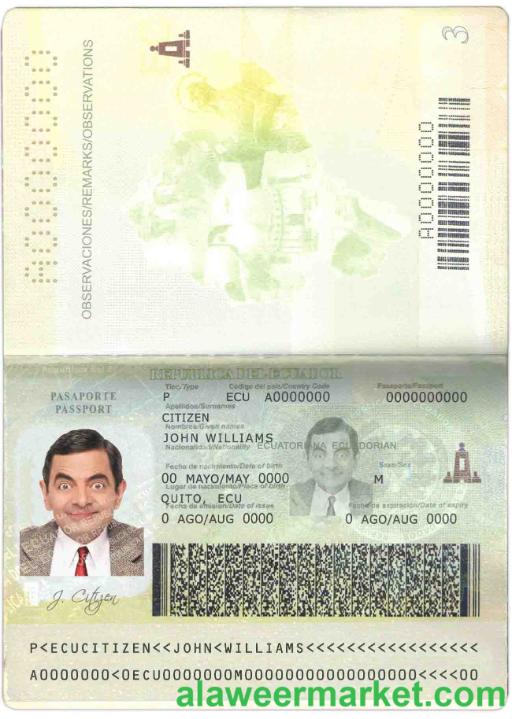 3
OBSERVACIONES/REMARKS/OBSERVATIONS
A0000000
A0000000
REPUBLICA DEL ECUADOR
PASAPORTE
PASSPORT
Tipo/Type Código del país/Country Code Pasaporte/Passport
P ECU A0000000 0000000000
Apellidos/Surnames
CITIZEN
Nombres/Given names
JOHN WILLIAMS
Nacionalidad/Nationality ECUATORIANA ECUADORIAN
Fecha de nacimiento/Date of birth Sexo/Sex
00 MAYO/MAY 0000 M
Lugar de nacimiento/Place of birth
QUITO, ECU
Fecha de emisión/Date of issue Fecha de expiración/Date of expiry
0 AGO/AUG 0000 0 AGO/AUG 0000
J. Citizen
P<ECUCITIZEN<<JOHN<WILLIAMS<<<<<<<<<<<<<<<<<
A0000000<0ECU0000000M00000000000000000<<<<00
alaweermarket.com